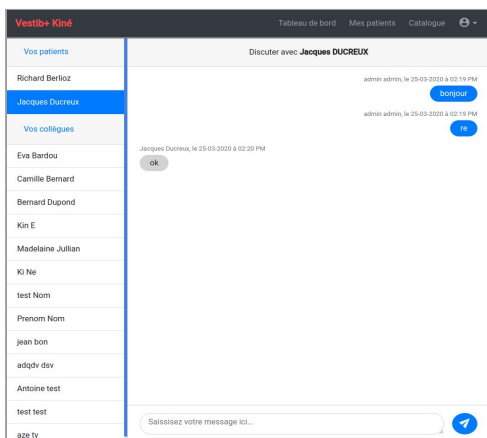 Vestib+ Kiné
Tableau de bord Mes patients Catalogue
Vos patients
Richard Berlioz
Jacques Ducreux
Vos collègues
Eva Bardou
Camille Bernard
Bernard Dupond
Kin E
Madelaine Jullian
Ki Ne
test Nom
Prenom Nom
jean bon
adqdv dsv
Antoine test
test test
aze ty
Discuter avec Jacques DUCREUX
admin admin, le 25-03-2020 à 02:19 PM
bonjour
admin admin, le 25-03-2020 à 02:19 PM
re
Jacques Ducreux, le 25-03-2020 à 02:20 PM
ok
Saissisez votre message ici...